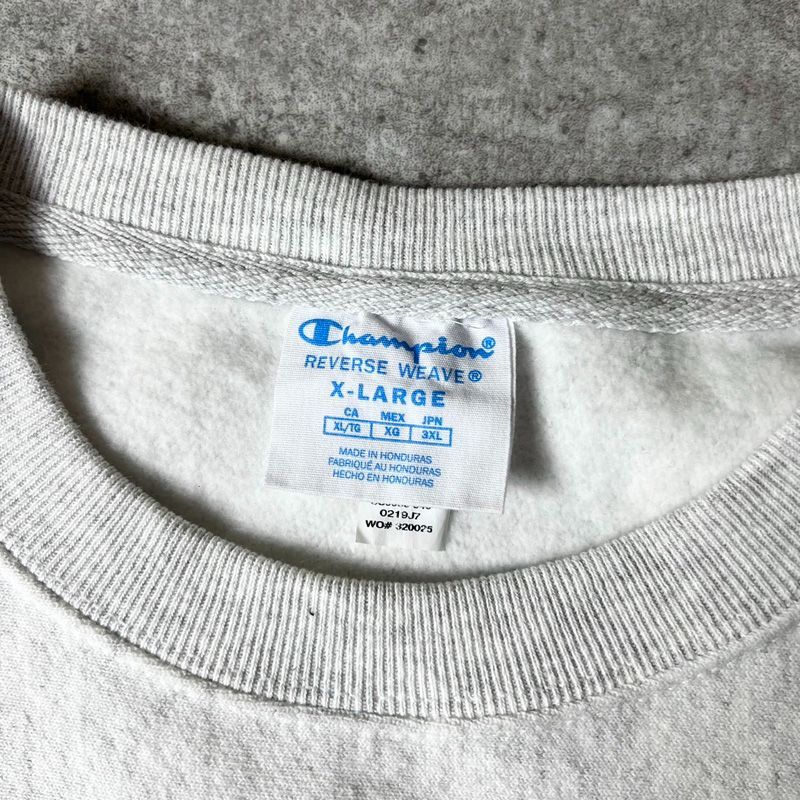 Champion®
REVERSE WEAVE®
X-LARGE
CA MEX JPN
XL/TG XG 3XL
MADE IN HONDURAS
FABRIQUÉ AU HONDURAS
HECHO EN HONDURAS
0219J7
WO# 320025